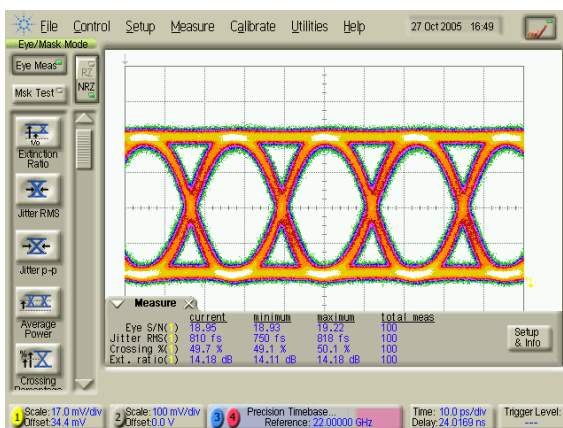 File Control Setup Measure Calibrate Utilities Help 27 Oct 2005 16:49
Eye/Mask Mode
Eye Meas
RZ
NRZ
Msk Test
1/0
Extinction
Ratio
Jitter RMS
Jitter p-p
Average
Power
%
Crossing
Percentage
Measure
current minimum maximum total meas
Eye S/N(1) 18.95 18.93 19.22 100
Jitter RMS(1) 810 fs 750 fs 818 fs 100
Crossing %(1) 49.7 % 49.1 % 50.1 % 100
Ext. ratio(1) 14.18 dB 14.11 dB 14.18 dB 100
Setup
& Info
1 Scale: 17.0 mV/div
Offset:34.4 mV
2 Scale: 100 mV/div
Offset:0.0 V
3 4 Precision Timebase...
Reference: 22.00000 GHz
Time: 10.0 ps/div
Delay:24.0169 ns
Trigger Level:
---